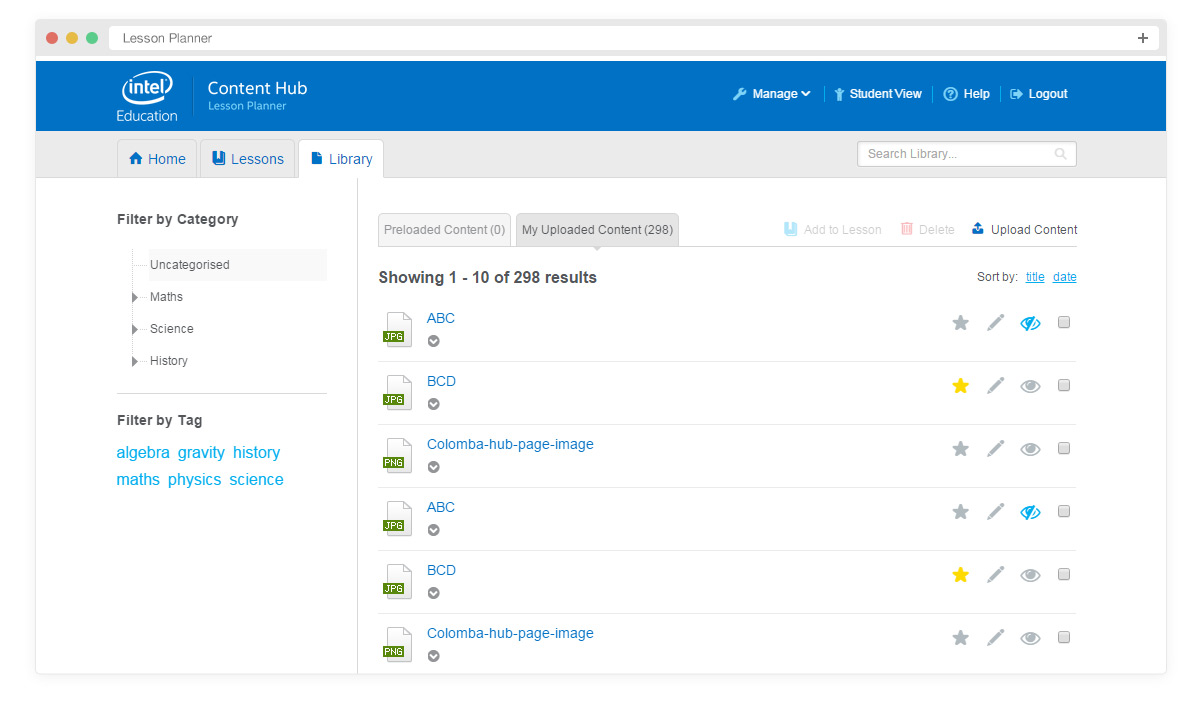 Lesson Planner
intel
Education
Content Hub
Lesson Planner
Manage
Student View
Help
Logout
Home
Lessons
Library
Search Library...
Filter by Category
Uncategorised
Maths
Science
History
Filter by Tag
algebra gravity history
maths physics science
Preloaded Content (0)
My Uploaded Content (298)
Add to Lesson
Delete
Upload Content
Showing 1 - 10 of 298 results
Sort by: title date
JPG
ABC
JPG
BCD
PNG
Colomba-hub-page-image
JPG
ABC
JPG
BCD
PNG
Colomba-hub-page-image